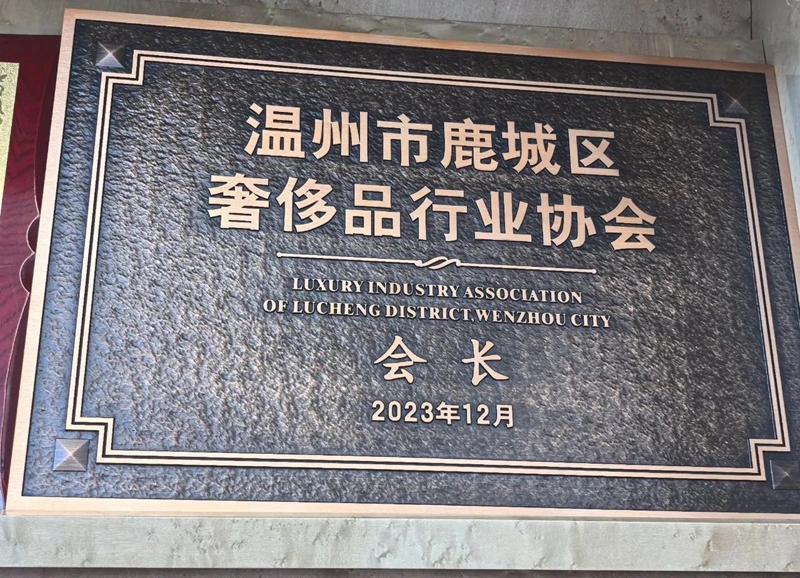 温州市鹿城区
奢侈品行业协会
LUXURY INDUSTRY ASSOCIATION
OF LUCHENG DISTRICT,WENZHOU CITY
会 长
2023年12月